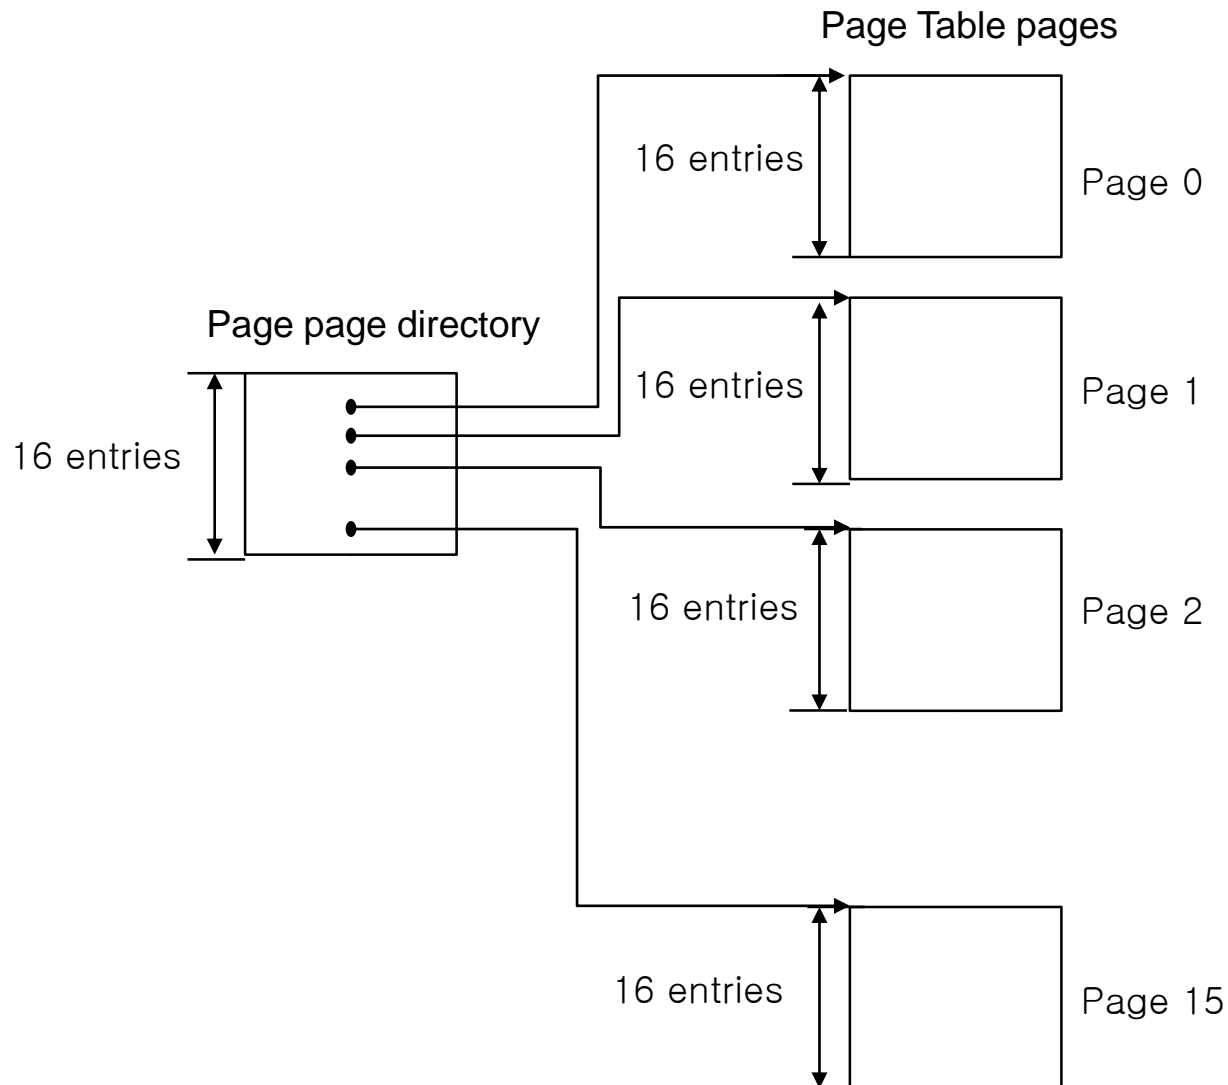 Page Table pages
16 entries
Page 0
Page page directory
16 entries
Page 1
16 entries
16 entries
Page 2
16 entries
Page 15